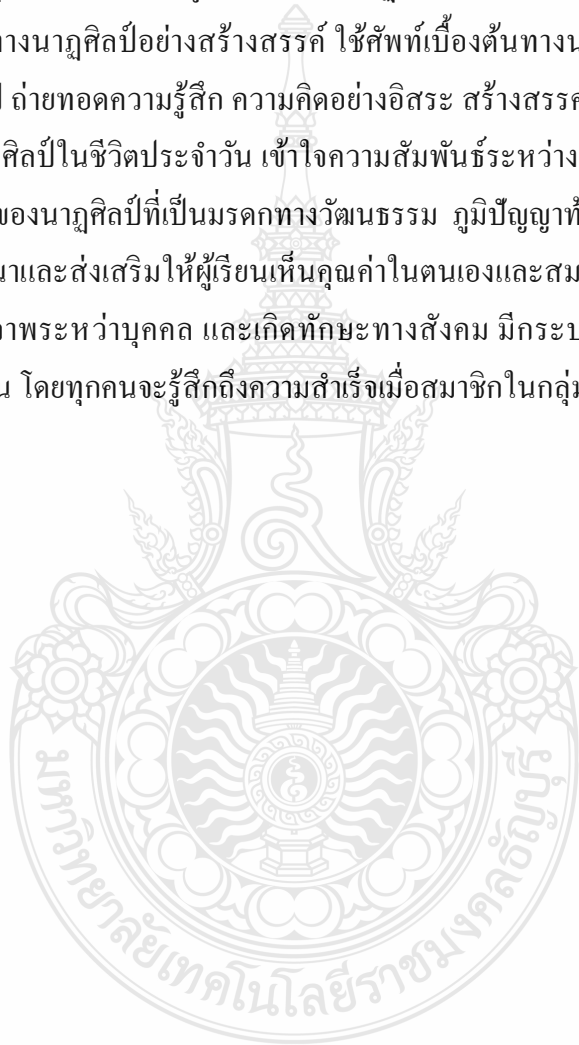 ทางนาฏศิลป์อย่างสร้างสรรค์ ใช้ศัพท์เบื้องต้นทางน
ถ่ายทอดความรู้สึก ความคิดอย่างอิสระ สร้างสรรค
ศิลป์ในชีวิตประจำวัน เข้าใจความสัมพันธ์ระหว่าง
ของนาฏศิลป์ที่เป็นมรดกทางวัฒนธรรม ภูมิปัญญาท้
นาและส่งเสริมให้ผู้เรียนเห็นคุณค่าในตนเองและสม
าพระหว่าบุคคล และเกิดทักษะทางสังคม มีกระบ
น โดยทุกคนจะรู้สึกถึงความสำเร็จเมื่อสมาชิกในกลุ่ม
มหาวิทยาลัยเทคโนโลยีราชมงคลธัญบุรี